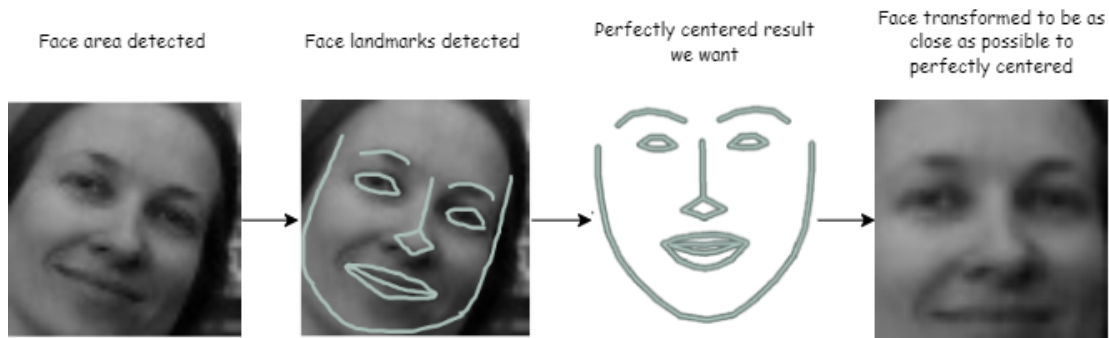 Face area detected
Face landmarks detected
Perfectly centered result
we want
Face transformed to be as
close as possible to
perfectly centered